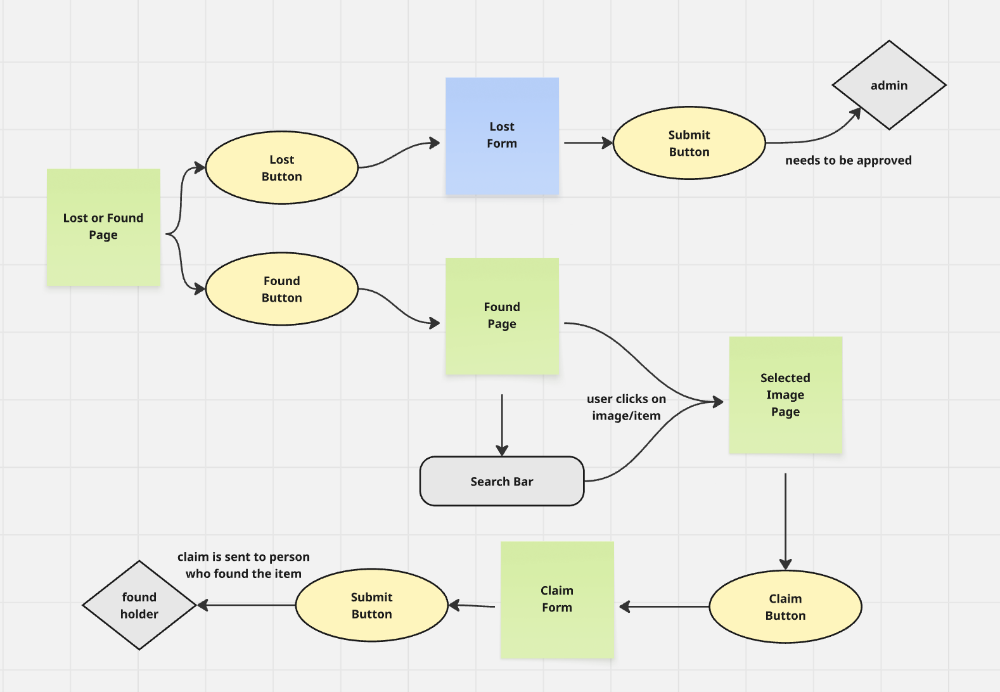 admin
Lost
Form
Submit
Button
needs to be approved
Lost
Button
Lost or Found
Page
Found
Button
Found
Page
Selected
Image
Page
user clicks on
image/item
Search Bar
claim is sent to person
who found the item
found
holder
Submit
Button
Claim
Form
Claim
Button